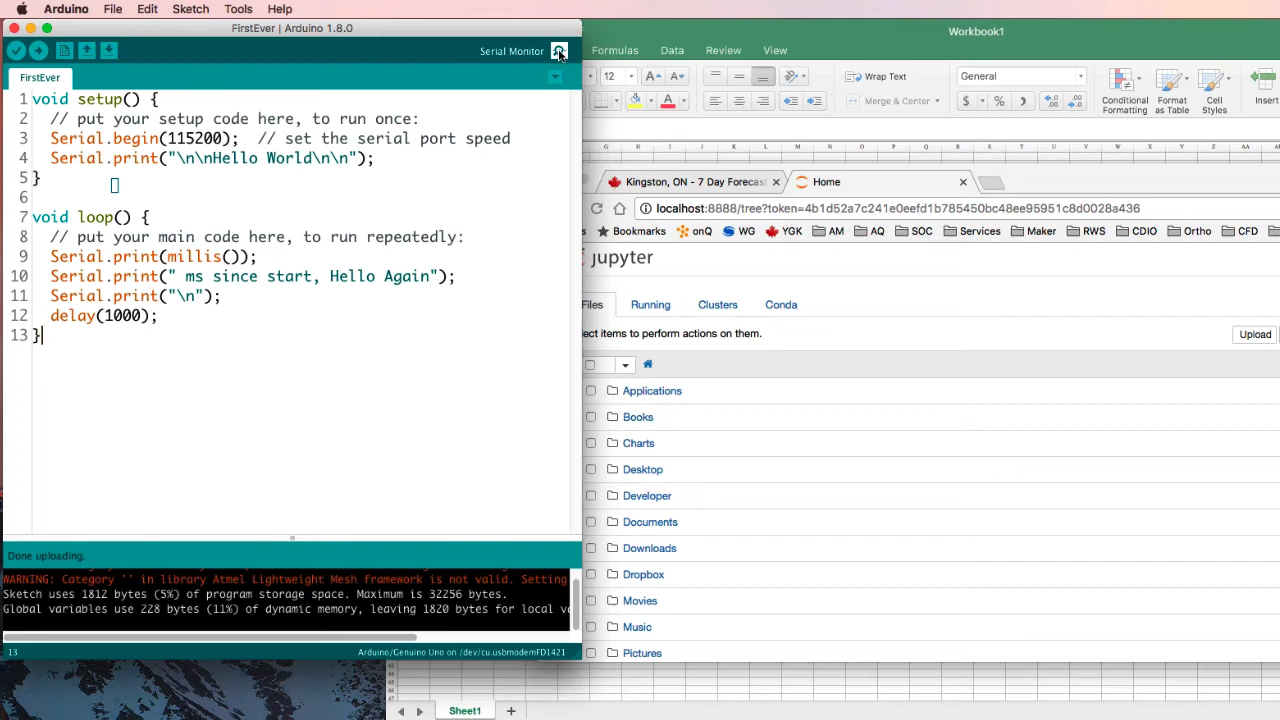 Arduino File Edit Sketch Tools Help
FirstEver | Arduino 1.8.0
Serial Monitor
FirstEver
1 void setup() {
2 // put your setup code here, to run once:
3 Serial.begin(115200); // set the serial port speed
4 Serial.print("\n\nHello World\n\n");
5 }
6
7 void loop() {
8 // put your main code here, to run repeatedly:
9 Serial.print(millis());
10 Serial.print(" ms since start, Hello Again");
11 Serial.print("\n");
12 delay(1000);
13 }
Done uploading.
WARNING: Category '' in library Atmel Lightweight Mesh framework is not valid. Setting
Sketch uses 1812 bytes (5%) of program storage space. Maximum is 32256 bytes.
Global variables use 228 bytes (11%) of dynamic memory, leaving 1820 bytes for local va
13 Arduino/Genuino Uno on /dev/cu.usbmodemFD1421
Workbook1
Formulas Data Review View
12 A A Wrap Text General
A Merge & Center $ % Conditional Formatting Format as Table Cell Styles Insert
G H I J K L M N O P Q R S T U V W
Kingston, ON - 7 Day Forecast Home
localhost:8888/tree?token=4b1d52a7c241e0eefd1b785450bc48ee95951c8d0028a436
Bookmarks onQ WG YGK AM AQ SOC Services Maker RWS CDIO Ortho CFD
jupyter
Files Running Clusters Conda
lect items to perform actions on them.
Upload
Applications
Books
Charts
Desktop
Developer
Documents
Downloads
Dropbox
Movies
Music
Pictures
Sheet1 +